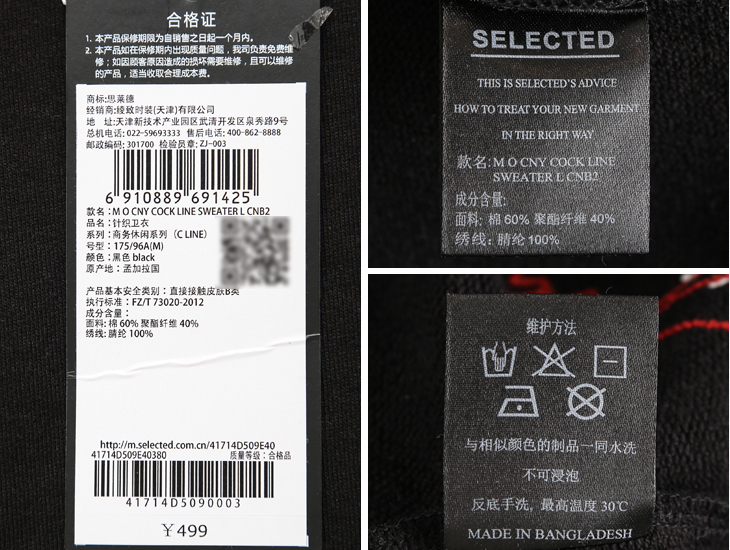 合格证
1. 本产品保修期限为自销售之日起一个月内。
2. 本产品如在保修期内出现质量问题，我司负责免费维
修；如因顾客原因造成的损坏需要维修，且可以维修
的产品，适当收取合理成本费。
商标:思莱德
经销商:绫致时装(天津)有限公司
地 址:天津新技术产业园区武清开发区泉秀路9号
总机电话: 022-59693333 售后电话: 400-862-8888
邮政编码: 301700 检验员章: ZJ-003
6 910889 691425
款名：M O CNY COCK LINE SWEATER L CNB2
品名：针织卫衣
系列：商务休闲系列（C LINE）
号型：175/96A(M)
颜色：黑色 black
原产地：孟加拉国
产品基本安全类别：直接接触皮肤B类
执行标准：FZ/T 73020-2012
成分含量：
面料: 棉 60% 聚酯纤维 40%
绣线: 腈纶 100%
http://m.selected.com.cn/41714D509E40
41714D509E40380 质量等级：合格品
41714D5090003
￥499
SELECTED
THIS IS SELECTED'S ADVICE
HOW TO TREAT YOUR NEW GARMENT
IN THE RIGHT WAY
款名: M O CNY COCK LINE
SWEATER L CNB2
成分含量:
面料: 棉 60% 聚酯纤维 40%
绣线: 腈纶 100%
维护方法
与相似颜色的制品一同水洗
不可浸泡
反底手洗，最高温度 30℃
MADE IN BANGLADESH